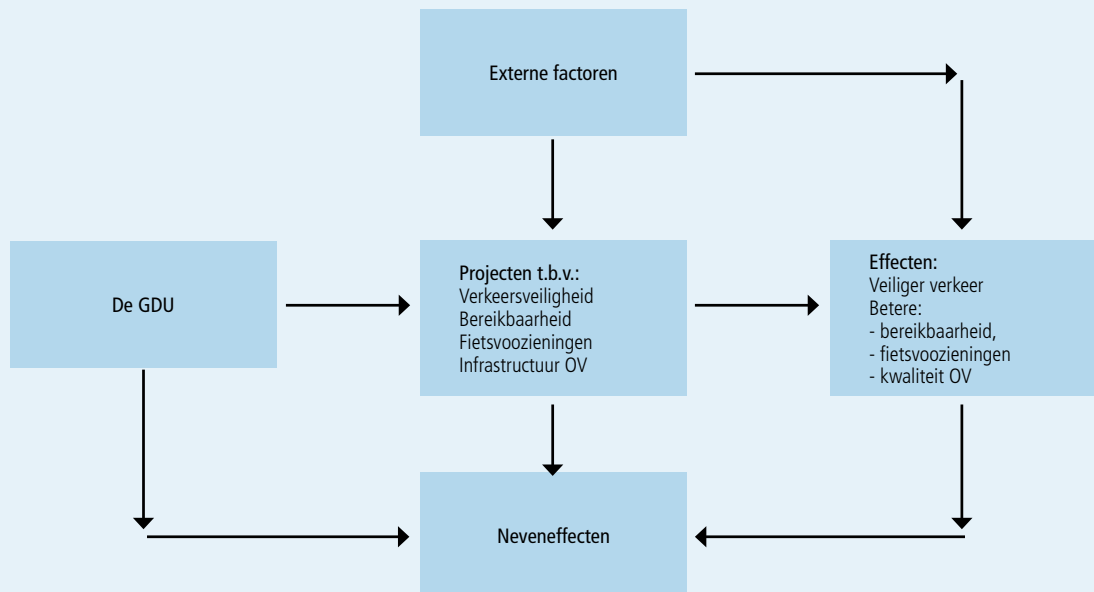 Externe factoren
De GDU
Projecten t.b.v.:
Verkeersveiligheid
Bereikbaarheid
Fietsvoozieningen
Infrastructuur OV
Effecten:
Veiliger verkeer
Betere:
- bereikbaarheid,
- fietsvoozieningen
- kwaliteit OV
Neveneffecten